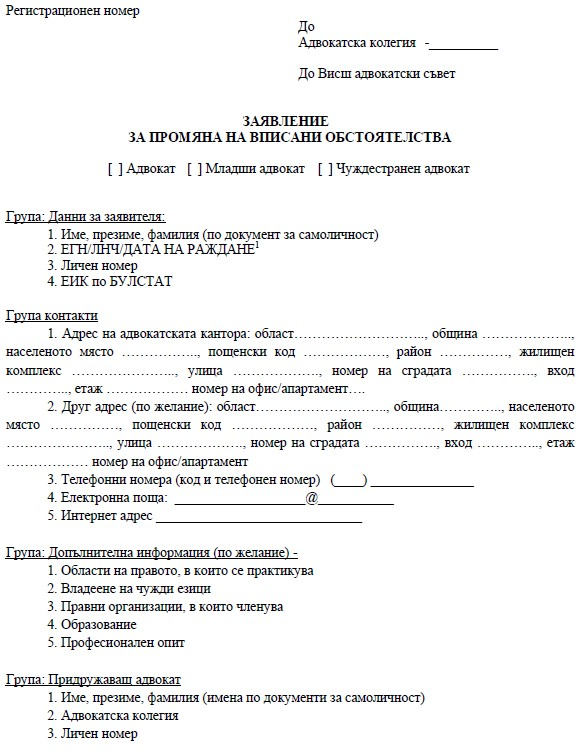 Регистрационен номер
До
Адвокатска колегия -__________
До Висш адвокатски съвет
ЗАЯВЛЕНИЕ
ЗА ПРОМЯНА НА ВПИСАНИ ОБСТОЯТЕЛСТВА
[ ] Адвокат [ ] Младши адвокат [ ] Чуждестранен адвокат
Група: Данни за заявителя:
1. Име, презиме, фамилия (по документ за самоличност)
2. ЕГН/ЛНЧ/ДАТА НА РАЖДАНЕ1
3. Личен номер
4. ЕИК по БУЛСТАТ
Група контакти
1. Адрес на адвокатската кантора: област…………………….., община ………………..,
населеното място …………….., пощенски код ………………, район ……………, жилищен
комплекс ………………….., улица ………………, номер на сградата ……………, вход
…………..., етаж ……………… номер на офис/апартамент….
2. Друг адрес (по желание): област…………………….., община…………., населеното
място ……………, пощенски код …………………, район ……………, жилищен комплекс
………………….., улица ………………, номер на сградата ……………, вход ………….., етаж
……………… номер на офис/апартамент
3. Телефонни номера (код и телефонен номер) (____) _______________
4. Електронна поща: ___________________@___________
5. Интернет адрес ______________________________
Група: Допълнителна информация (по желание) -
1. Области на правото, в които се практикува
2. Владеене на чужди езици
3. Правни организации, в които членува
4. Образование
5. Професионален опит
Група: Придружаващ адвокат
1. Име, презиме, фамилия (имена по документи за самоличност)
2. Адвокатска колегия
3. Личен номер